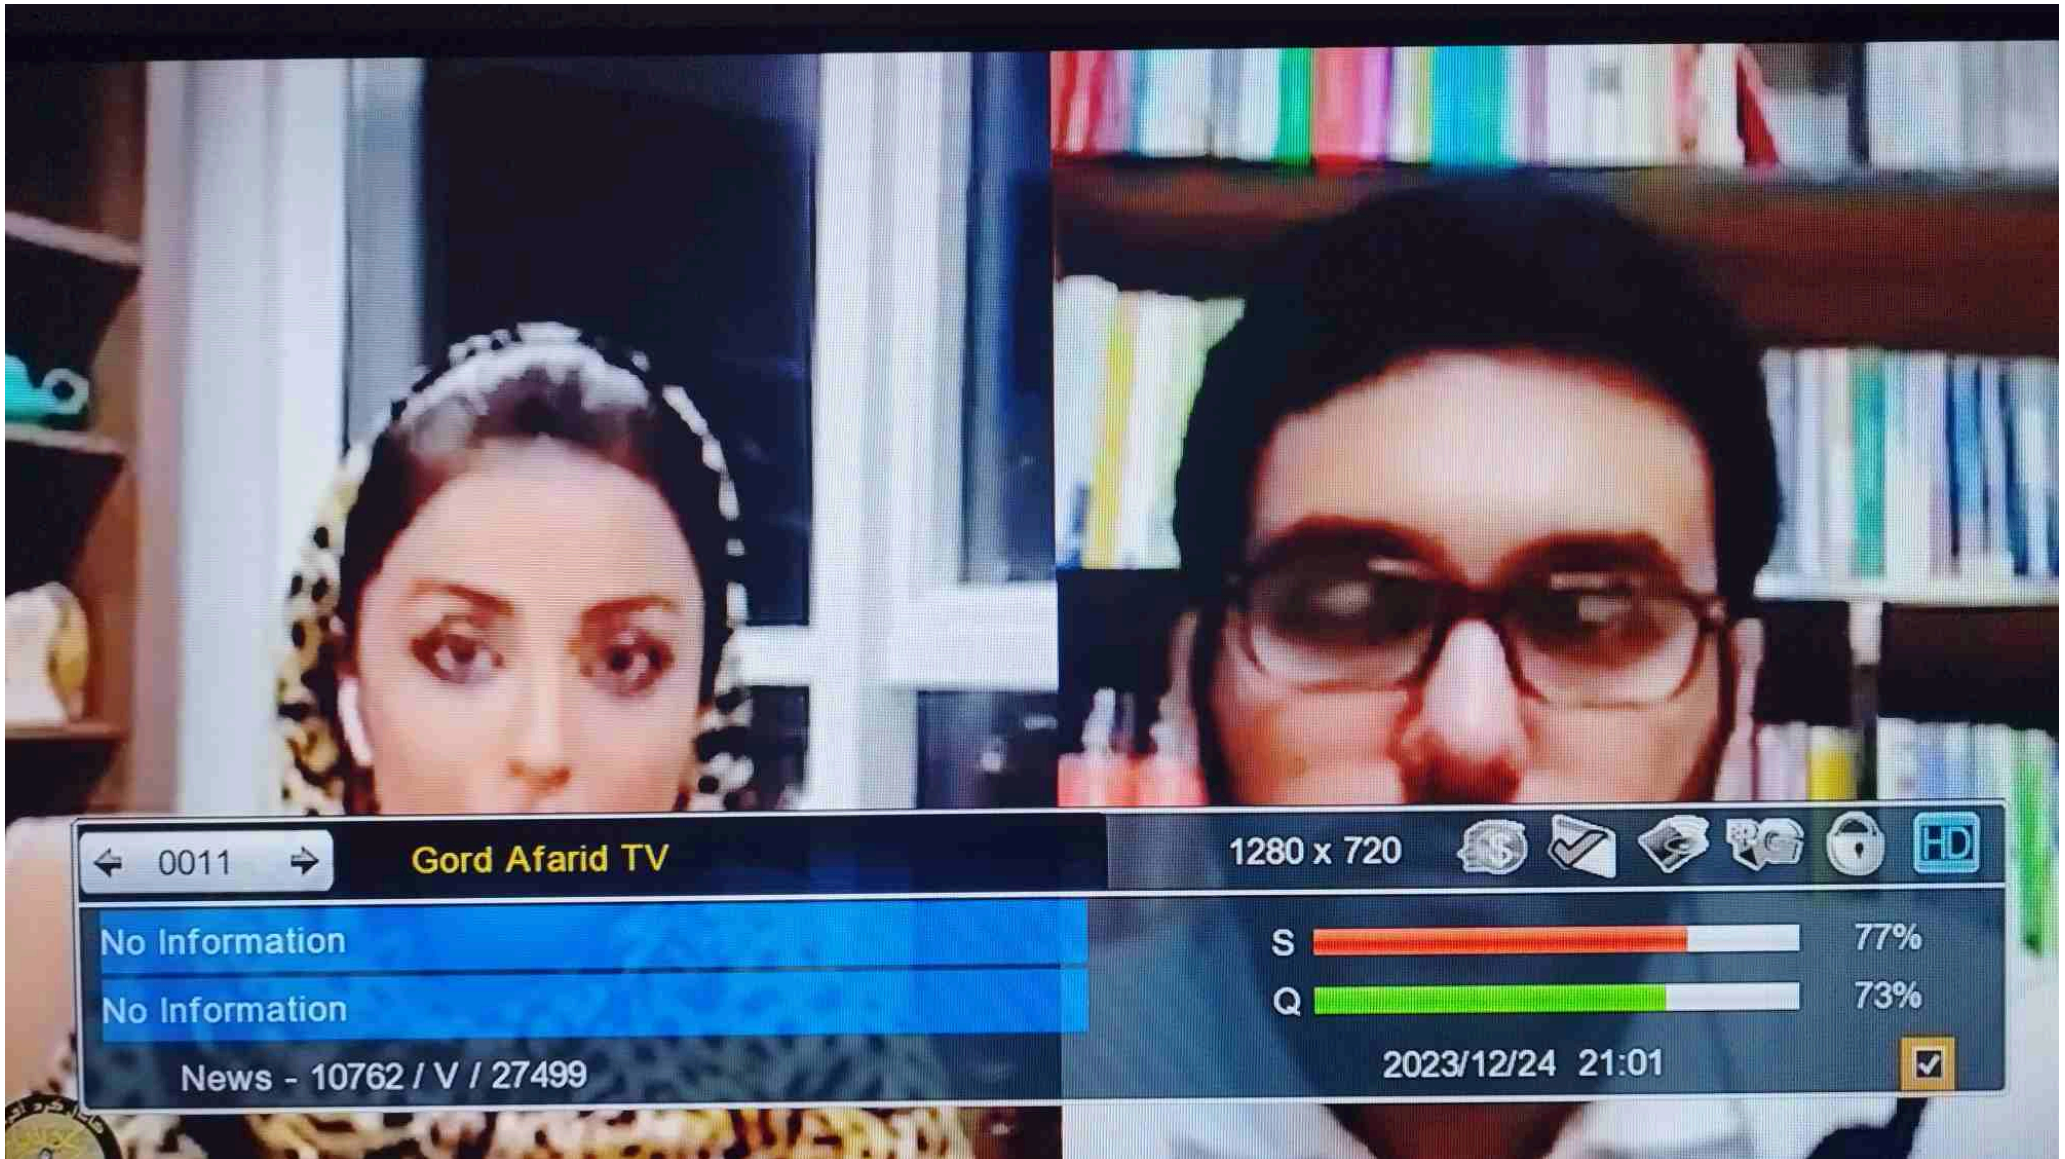 0011
Gord Afarid TV
1280 x 720
HD
No Information
S 77%
No Information
Q 73%
News - 10762 / V / 27499
2023/12/24 21:01